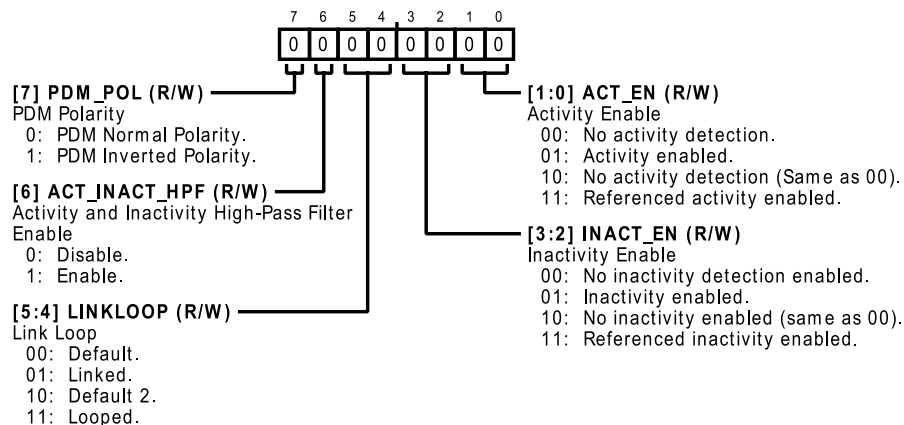 7 6 5 4 3 2 1 0
0 0 0 0 0 0 0 0
[7] PDM_POL (R/W)
PDM Polarity
0: PDM Normal Polarity.
1: PDM Inverted Polarity.
[6] ACT_INACT_HPF (R/W)
Activity and Inactivity High-Pass Filter
Enable
0: Disable.
1: Enable.
[5:4] LINKLOOP (R/W)
Link Loop
00: Default.
01: Linked.
10: Default 2.
11: Looped.
[1:0] ACT_EN (R/W)
Activity Enable
00: No activity detection.
01: Activity enabled.
10: No activity detection (Same as 00).
11: Referenced activity enabled.
[3:2] INACT_EN (R/W)
Inactivity Enable
00: No inactivity detection enabled.
01: Inactivity enabled.
10: No inactivity enabled (same as 00).
11: Referenced inactivity enabled.